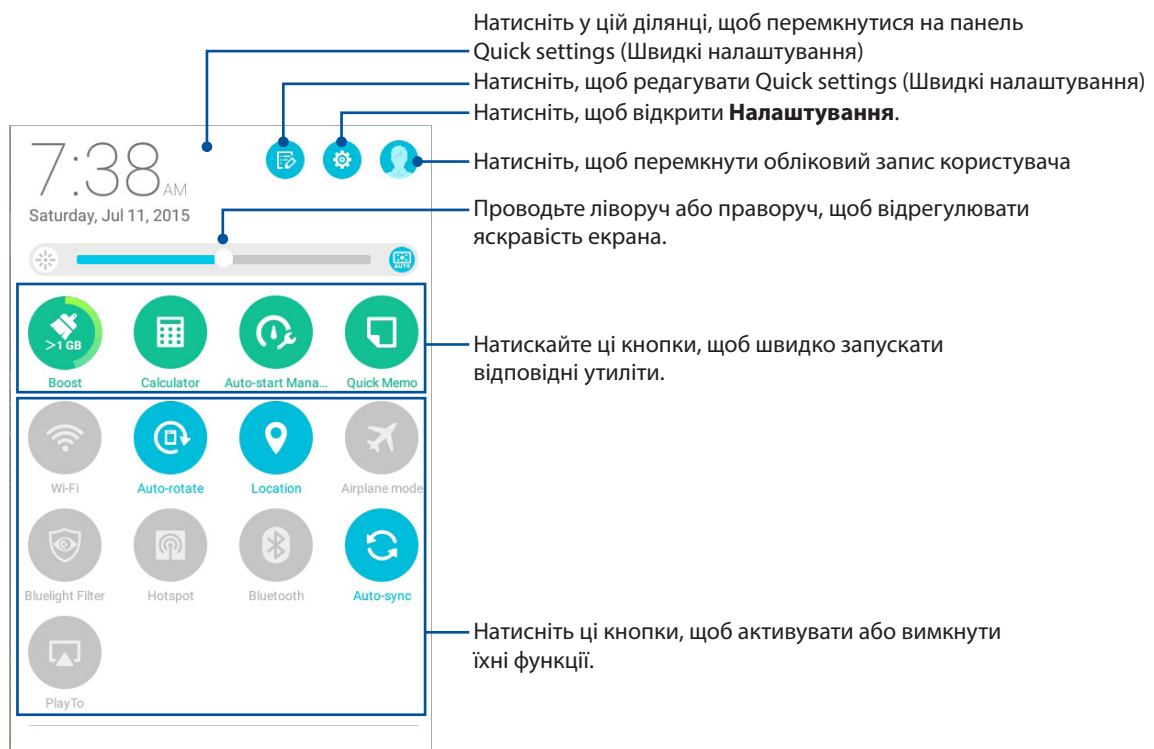 Натисніть у цій ділянці, щоб перемкнутися на панель
Quick settings (Швидкі налаштування)
Натисніть, щоб редагувати Quick settings (Швидкі налаштування)
Натисніть, щоб відкрити Налаштування.
Натисніть, щоб перемкнути обліковий запис користувача
Проводьте ліворуч або праворуч, щоб відрегулювати
яскравість екрана.
7:38 AM
Saturday, Jul 11, 2015
AUTO
>1 GB
Boost Calculator Auto-start Mana... Quick Memo
Натискайте ці кнопки, щоб швидко запускати
відповідні утиліти.
Wi-Fi Auto-rotate Location Airplane mode
Bluelight Filter Hotspot Bluetooth Auto-sync
PlayTo
Натисніть ці кнопки, щоб активувати або вимкнути
їхні функції.